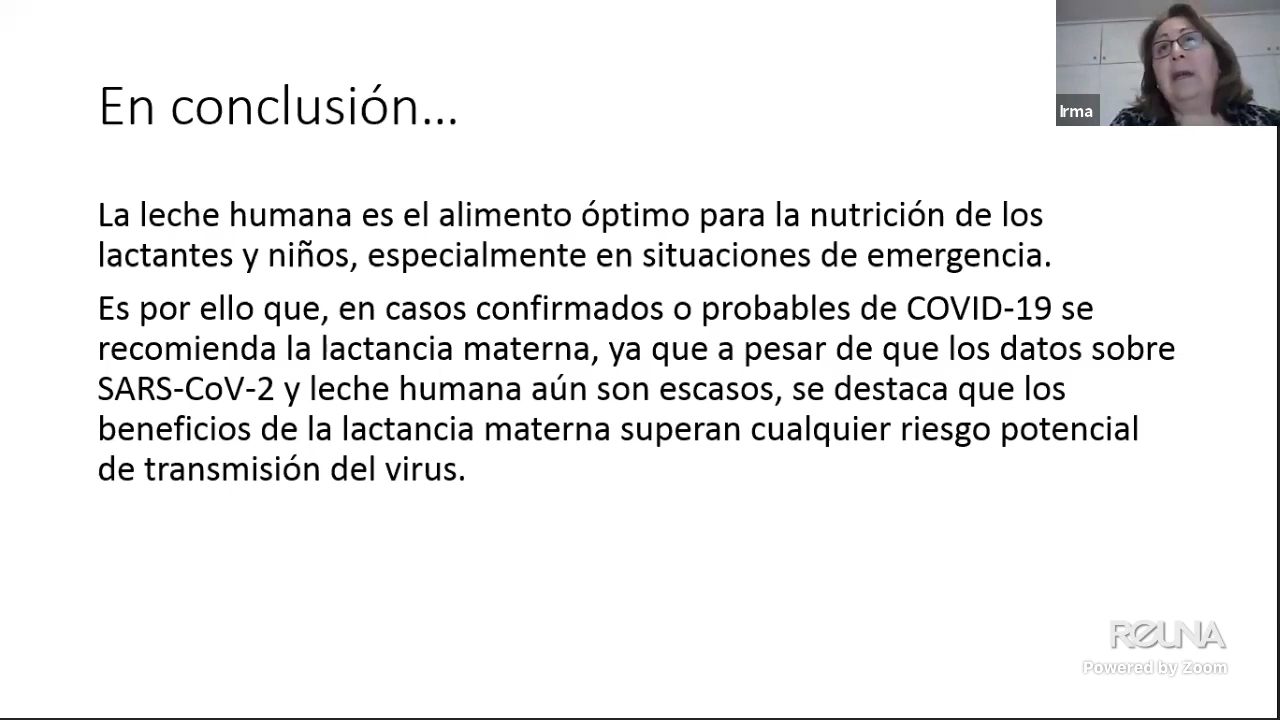 En conclusión...
Irma
La leche humana es el alimento óptimo para la nutrición de los
lactantes y niños, especialmente en situaciones de emergencia.
Es por ello que, en casos confirmados o probables de COVID-19 se
recomienda la lactancia materna, ya que a pesar de que los datos sobre
SARS-CoV-2 y leche humana aún son escasos, se destaca que los
beneficios de la lactancia materna superan cualquier riesgo potencial
de transmisión del virus.
REUNA
Powered by Zoom